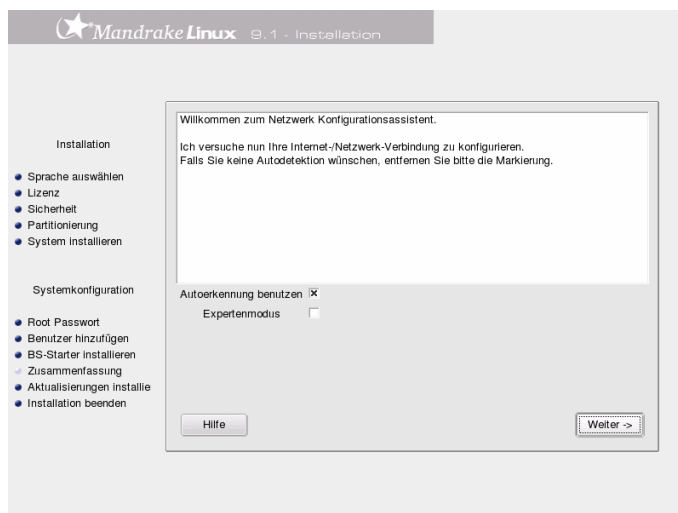 Mandrake Linux 9.1 - Installation
Installation
Sprache auswählen
Lizenz
Sicherheit
Partitionierung
System installieren
Systemkonfiguration
Root Passwort
Benutzer hinzufügen
BS-Starter installieren
Zusammenfassung
Aktualisierungen installie
Installation beenden
Willkommen zum Netzwerk Konfigurationsassistent.
Ich versuche nun Ihre Internet-/Netzwerk-Verbindung zu konfigurieren.
Falls Sie keine Autodetektion wünschen, entfernen Sie bitte die Markierung.
Autoerkennung benutzen
Expertenmodus
Hilfe
Weiter ->